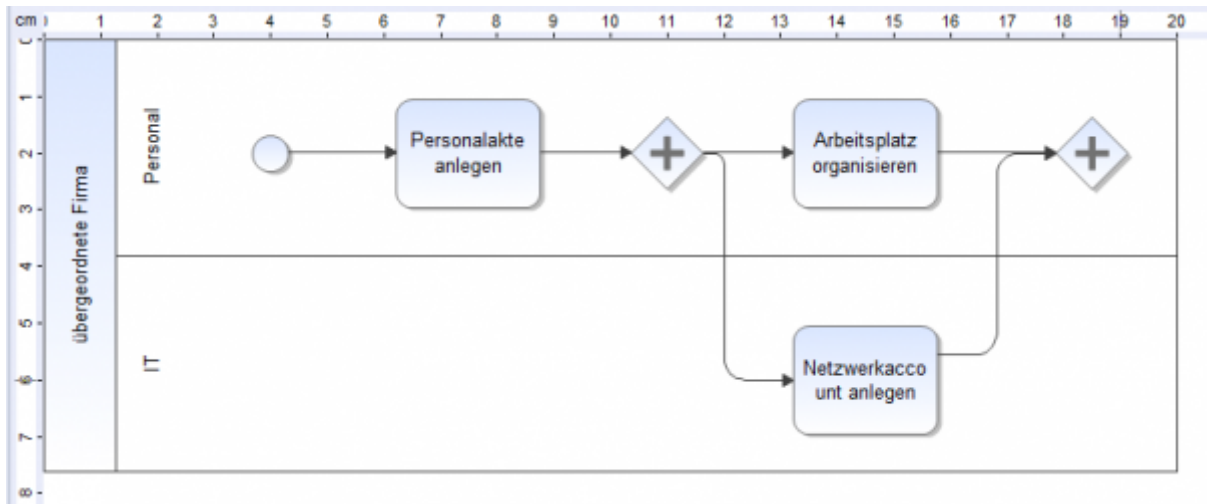 cm 0 1 2 3 4 5 6 7 8 9 10 11 12 13 14 15 16 17 18 19 20
0
1
2
3
4
5
6
7
8
übergeordnete Firma
Personal
Personalakte
anlegen
Arbeitsplatz
organisieren
IT
Netzwerkacco
unt anlegen